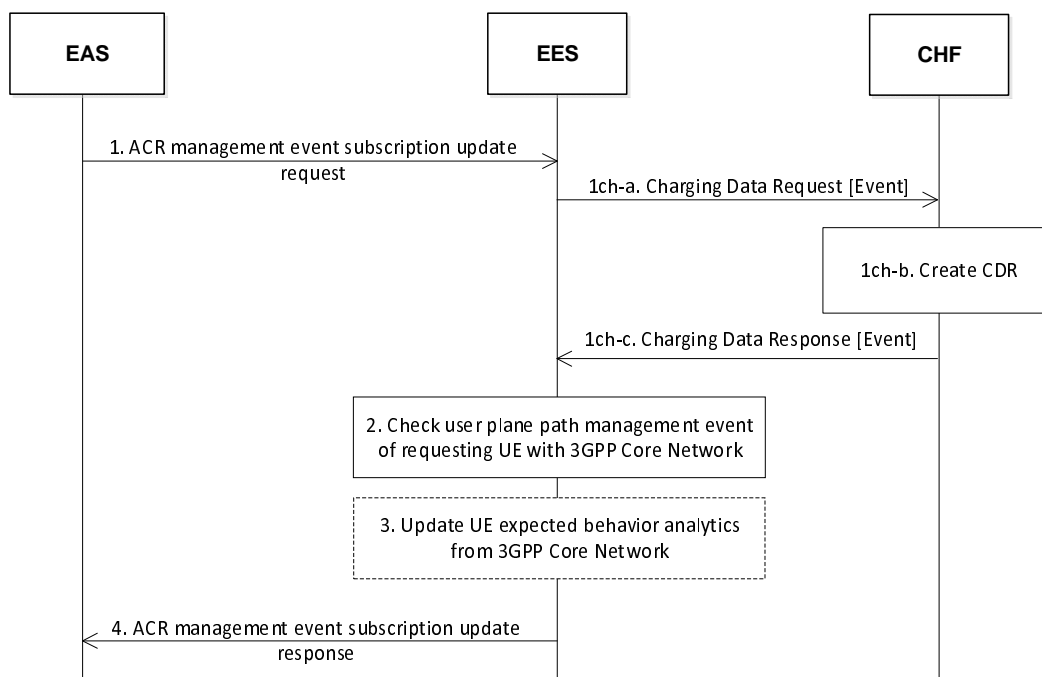 EAS
EES
CHF
1. ACR management event subscription update
request
1ch-a. Charging Data Request [Event]
1ch-b. Create CDR
1ch-c. Charging Data Response [Event]
2. Check user plane path management event
of requesting UE with 3GPP Core Network
3. Update UE expected behavior analytics
from 3GPP Core Network
4. ACR management event subscription update
response